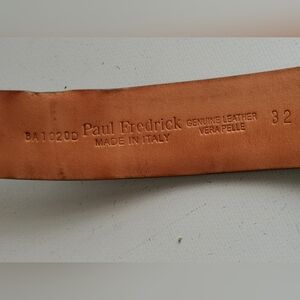 BA1020D Paul Fredrick GENUINE LEATHER 32
MADE IN ITALY VERA PELLE